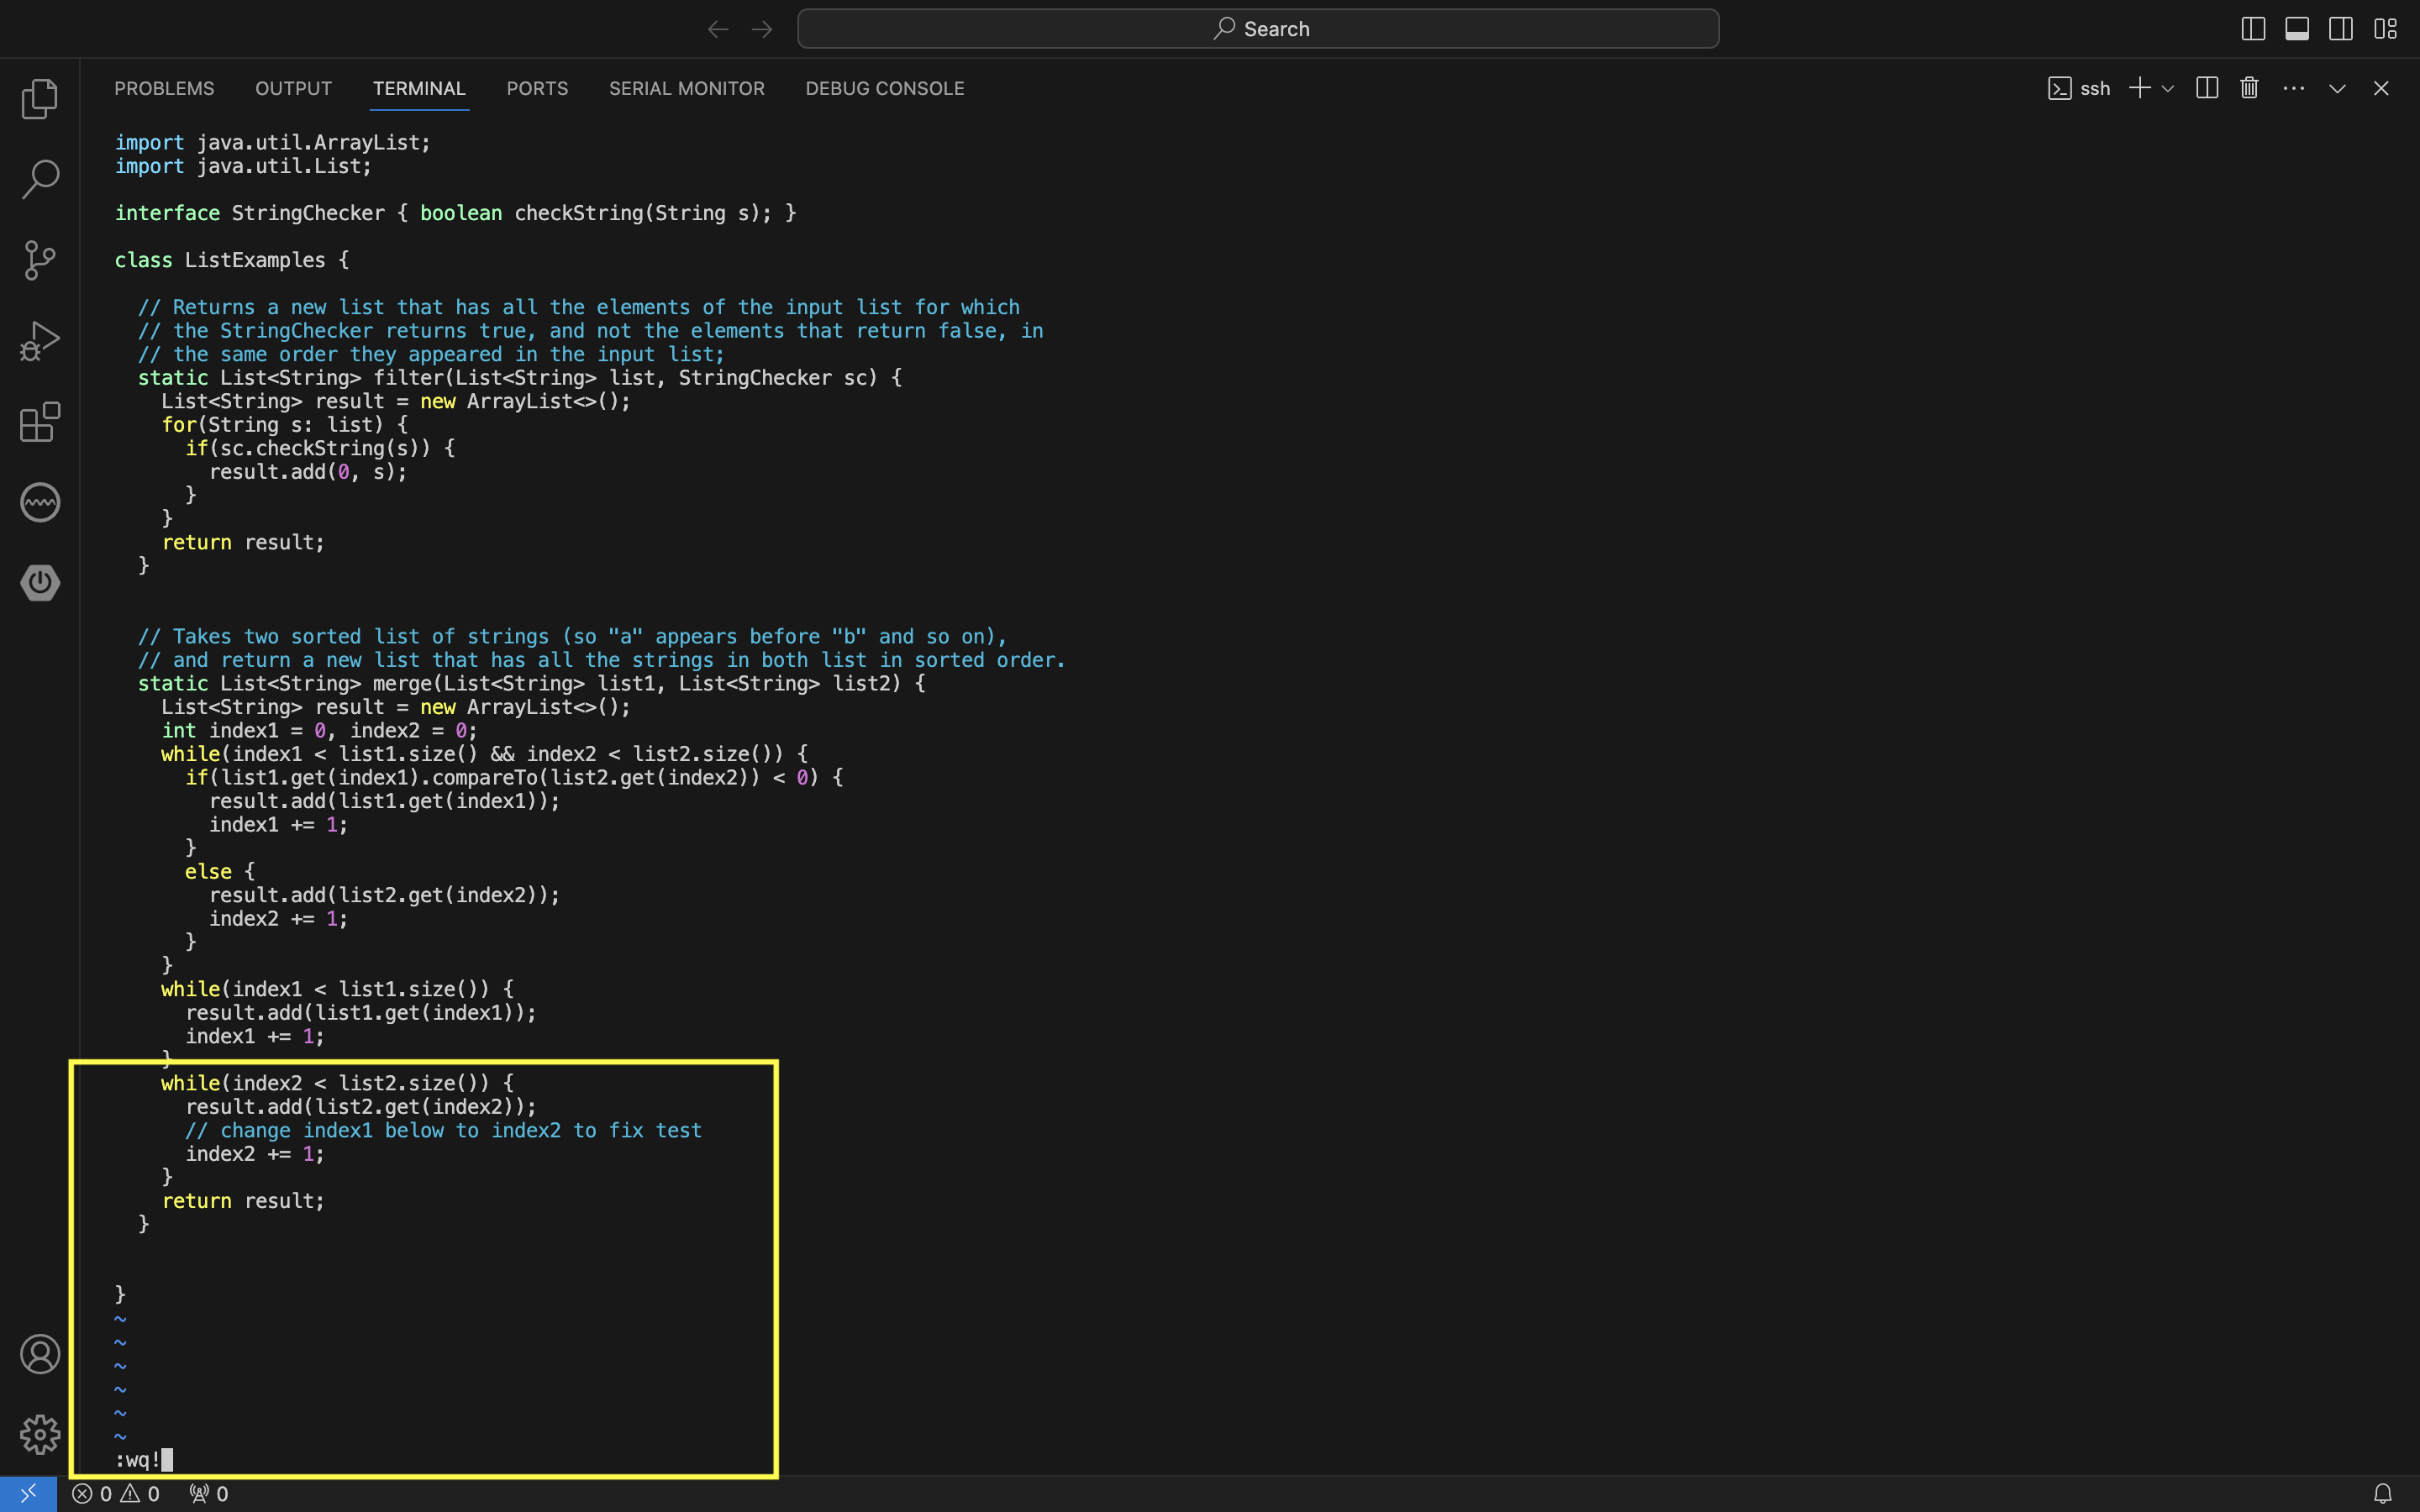 Search
PROBLEMS OUTPUT TERMINAL PORTS SERIAL MONITOR DEBUG CONSOLE ssh
import java.util.ArrayList;
import java.util.List;
interface StringChecker { boolean checkString(String s); }
class ListExamples {
// Returns a new list that has all the elements of the input list for which
// the StringChecker returns true, and not the elements that return false, in
// the same order they appeared in the input list;
static List<String> filter(List<String> list, StringChecker sc) {
List<String> result = new ArrayList<>();
for(String s: list) {
if(sc.checkString(s)) {
result.add(0, s);
}
}
return result;
}
// Takes two sorted list of strings (so "a" appears before "b" and so on),
// and return a new list that has all the strings in both list in sorted order.
static List<String> merge(List<String> list1, List<String> list2) {
List<String> result = new ArrayList<>();
int index1 = 0, index2 = 0;
while(index1 < list1.size() && index2 < list2.size()) {
if(list1.get(index1).compareTo(list2.get(index2)) < 0) {
result.add(list1.get(index1));
index1 += 1;
}
else {
result.add(list2.get(index2));
index2 += 1;
}
}
while(index1 < list1.size()) {
result.add(list1.get(index1));
index1 += 1;
}
while(index2 < list2.size()) {
result.add(list2.get(index2));
// change index1 below to index2 to fix test
index2 += 1;
}
return result;
}
}
~
~
~
~
~
~
:wq!
0 0 0